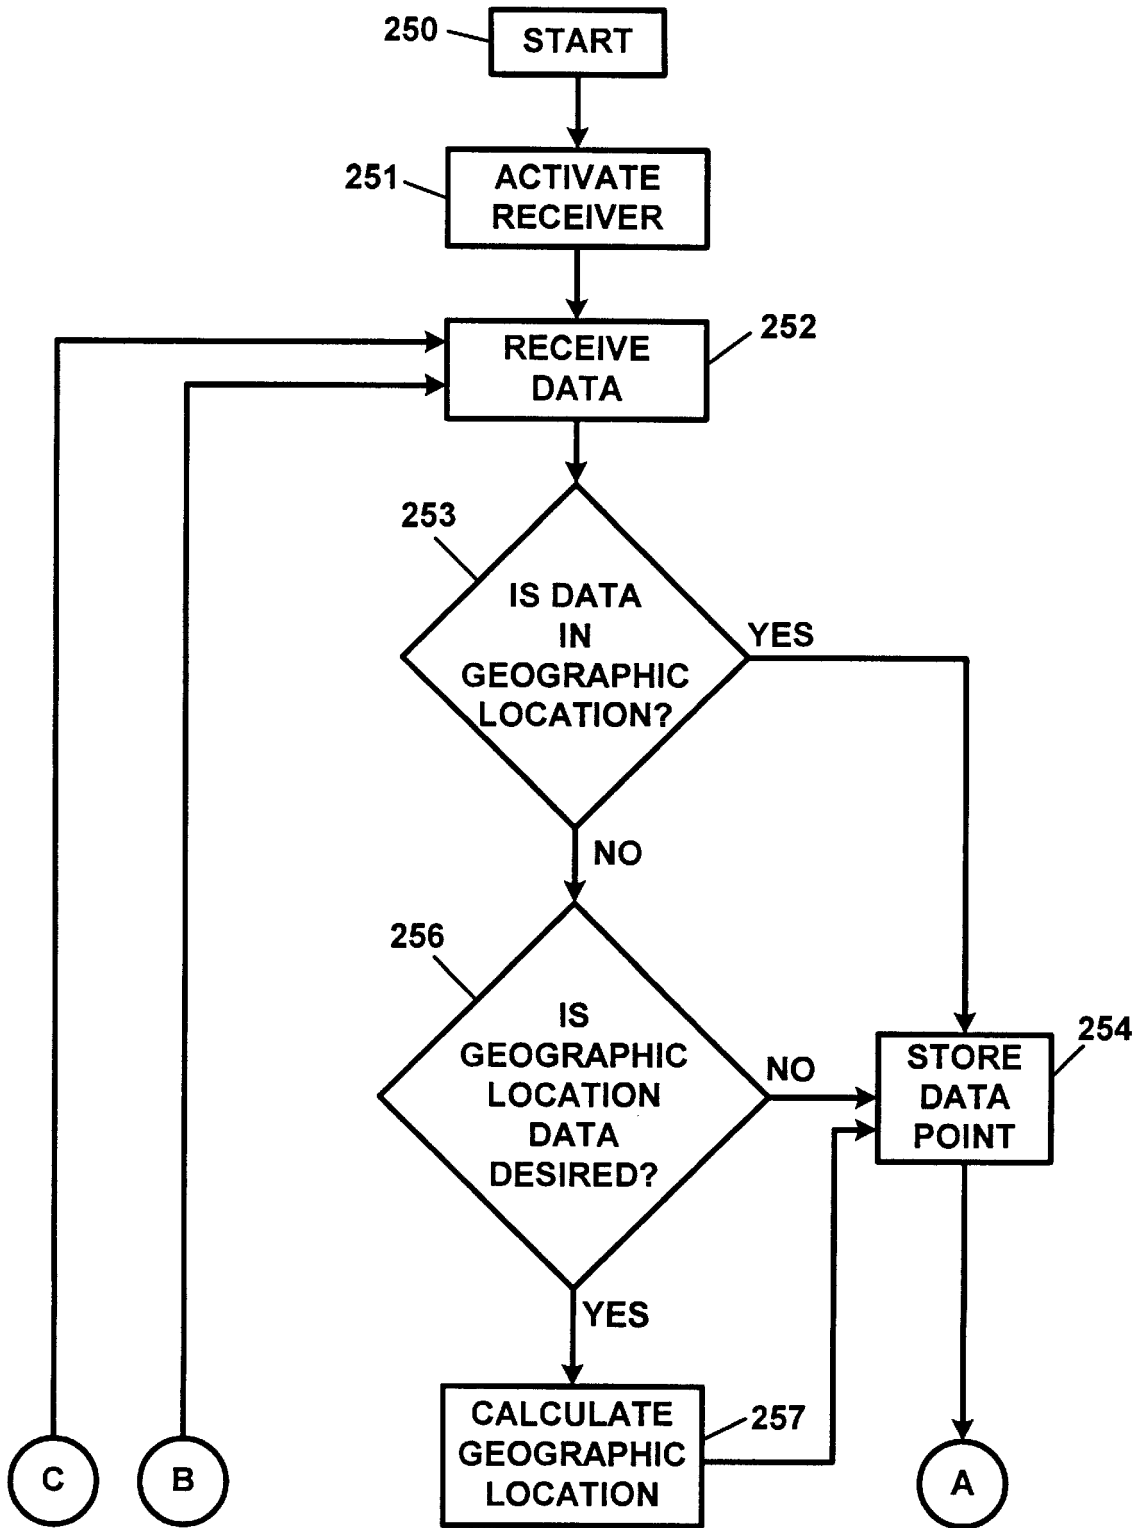 250
START
251
ACTIVATE
RECEIVER
252
RECEIVE
DATA
253
IS DATA
IN
GEOGRAPHIC
LOCATION?
YES
NO
256
IS
GEOGRAPHIC
LOCATION
DATA
DESIRED?
NO
254
STORE
DATA
POINT
YES
257
CALCULATE
GEOGRAPHIC
LOCATION
C
B
A